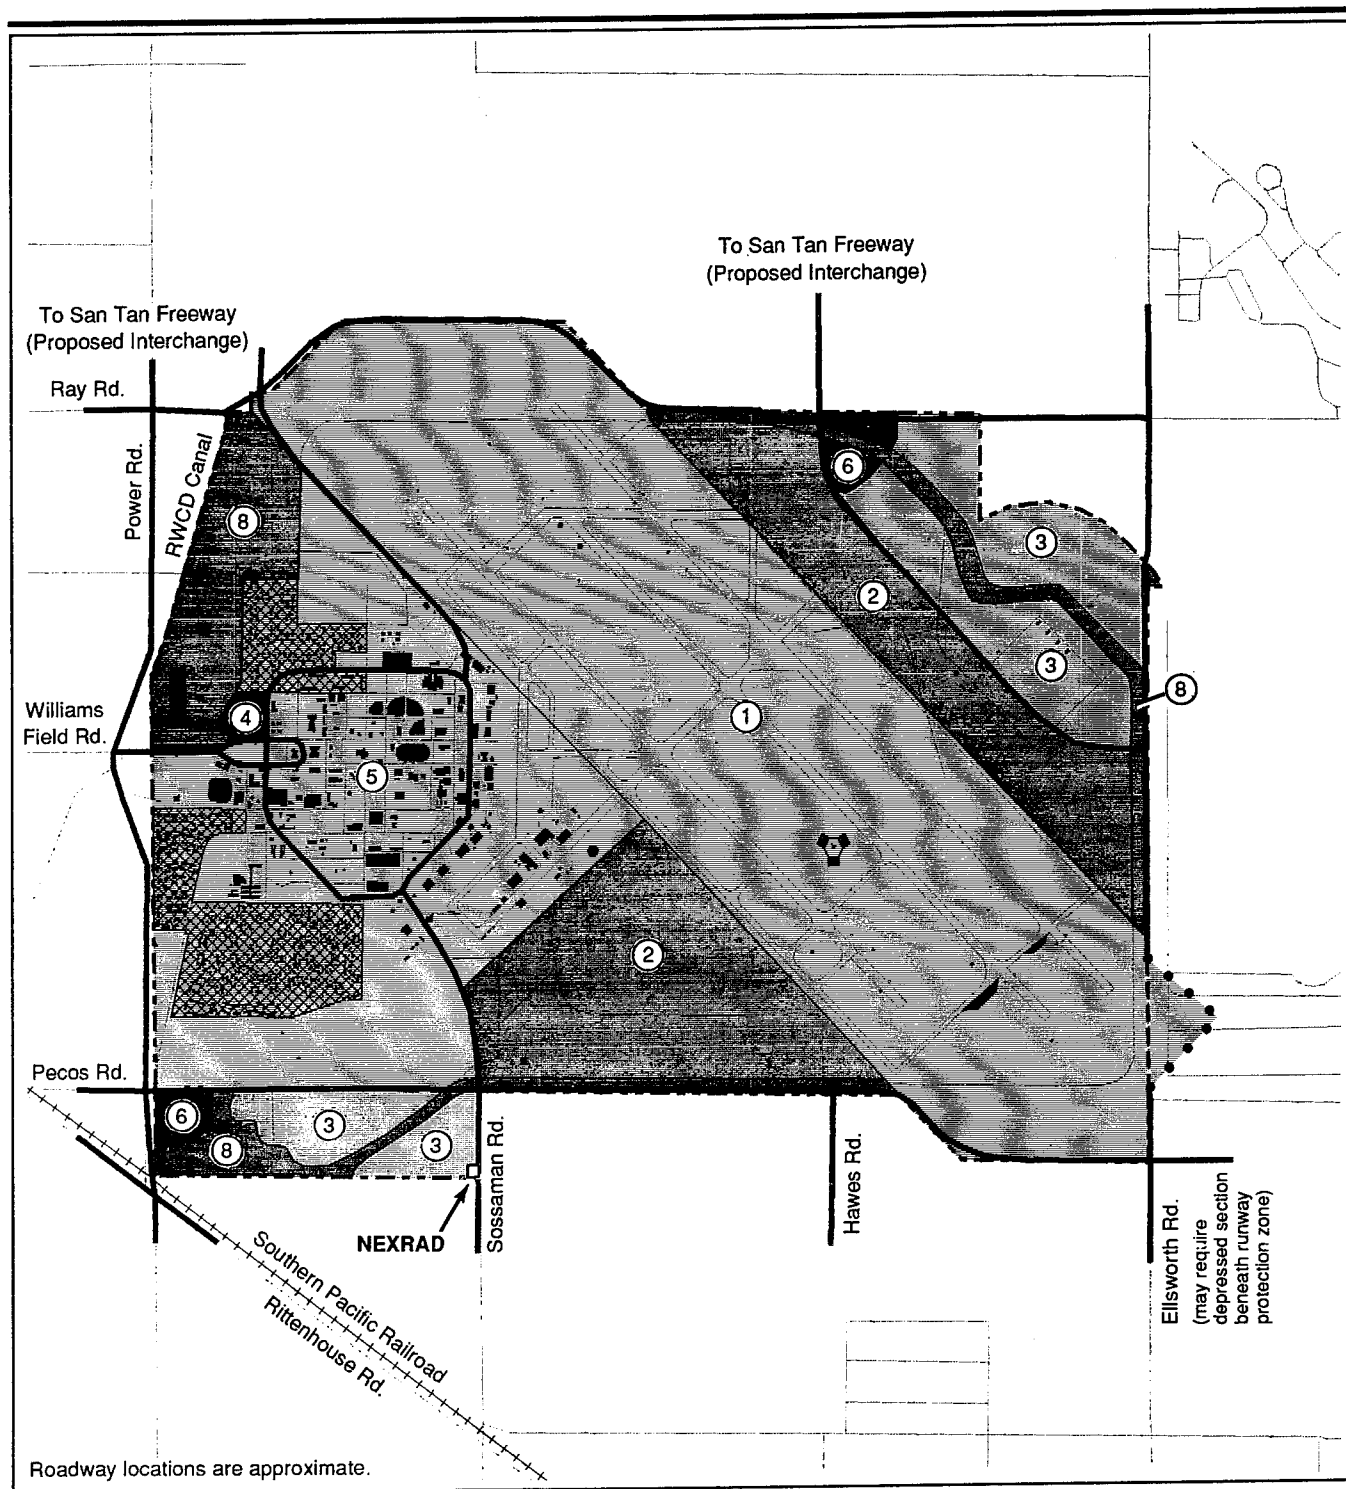 To San Tan Freeway
(Proposed Interchange)
To San Tan Freeway
(Proposed Interchange)
Ray Rd.
Power Rd.
RWCD Canal
6
8
3
2
3
8
4
1
Williams
Field Rd.
5
2
Pecos Rd.
6
3
8
3
NEXRAD
Sossaman Rd.
Hawes Rd.
Ellsworth Rd.
(may require
depressed section
beneath runway
protection zone)
Southern Pacific Railroad
Rittenhouse Rd.
Roadway locations are approximate.